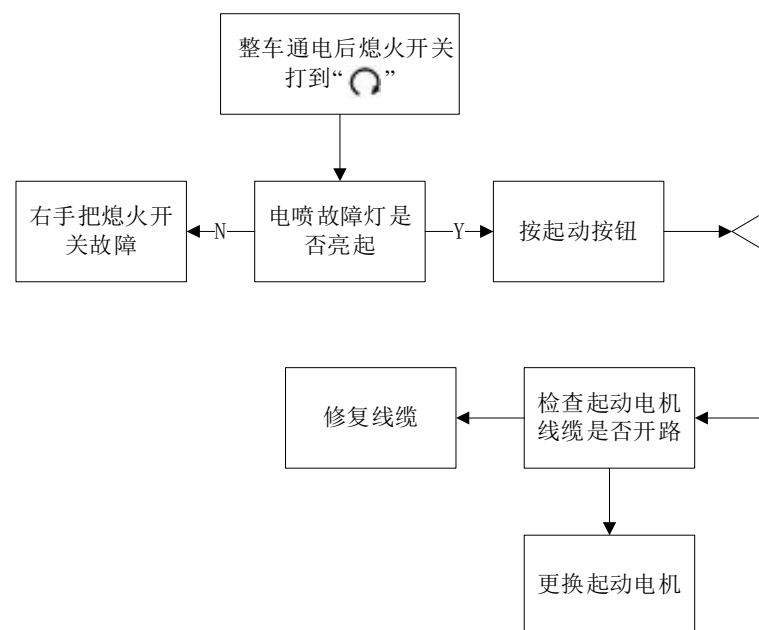 整车通电后熄火开关
打到“ ”
右手把熄火开
关故障
N
电喷故障灯是
否亮起
Y
按起动按钮
修复线缆
检查起动电机
线缆是否开路
更换起动电机